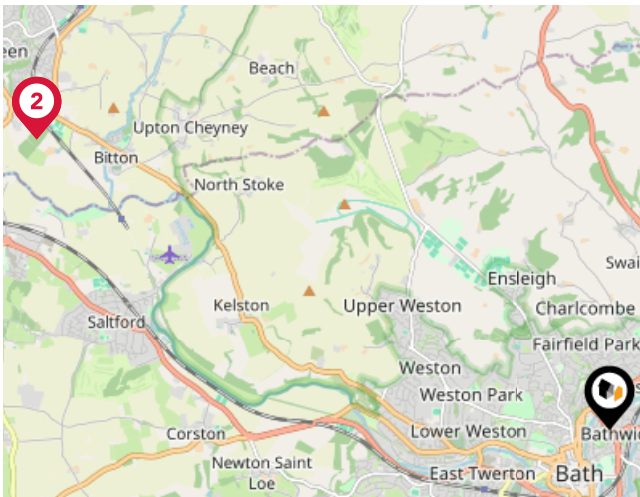 een
Beach
2
Upton Cheyney
Bitton
North Stoke
Swai
Ensleigh
Kelston
Upper Weston
Charlcombe
Saltford
Fairfield Park
Weston
Weston Park
Corston
Lower Weston
Bathwic
Newton Saint
Loe
East Twerton
Bath